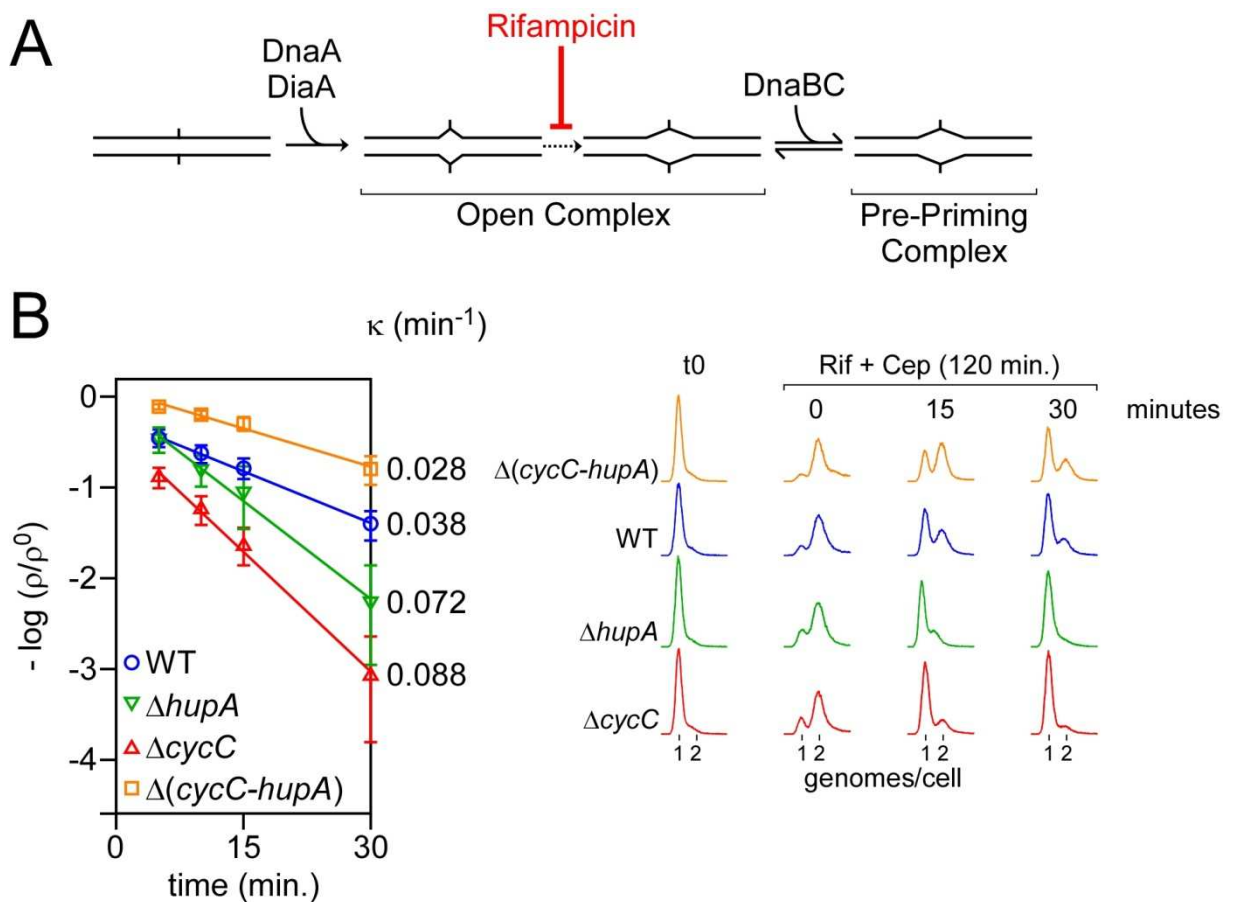 A
Rifampicin
DnaA
DiaA
DnaBC
Open Complex
Pre-Priming
Complex
B
κ (min-1)
- log (ρ/ρ0)
0
-1
-2
-3
-4
0.028
0.038
0.072
0.088
WT
ΔhupA
ΔcycC
Δ(cycC-hupA)
0 15 30
time (min.)
t0
Rif + Cep (120 min.)
0 15 30 minutes
Δ(cycC-hupA)
WT
ΔhupA
ΔcycC
1 2 1 2 1 2 1 2
genomes/cell